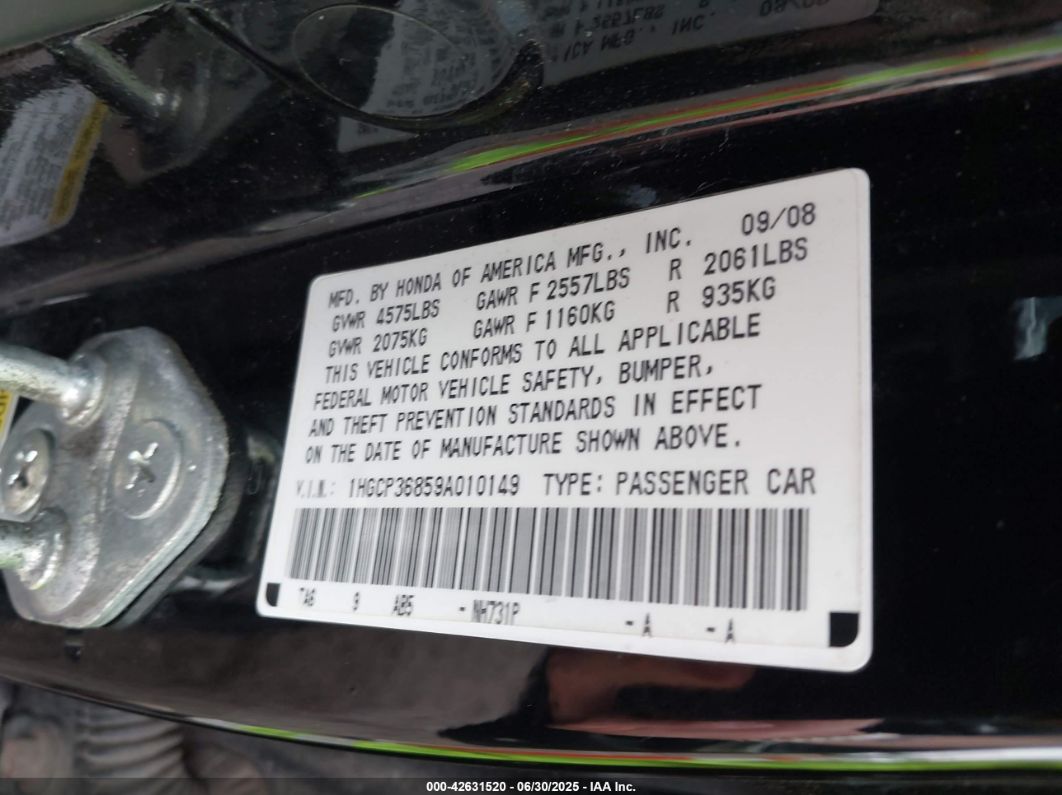 MFD. BY HONDA OF AMERICA MFG., INC. 09/08
GVWR 4575LBS GAWR F 2557LBS R 2061LBS
GVWR 2075KG GAWR F 1160KG R 935KG
THIS VEHICLE CONFORMS TO ALL APPLICABLE
FEDERAL MOTOR VEHICLE SAFETY, BUMPER,
AND THEFT PREVENTION STANDARDS IN EFFECT
ON THE DATE OF MANUFACTURE SHOWN ABOVE.
V.I.N.: 1HGCP36859A010149 TYPE: PASSENGER CAR
TA6 9 AB5 - NH731P - A - A
000-42631520 - 06/30/2025 - IAA Inc.